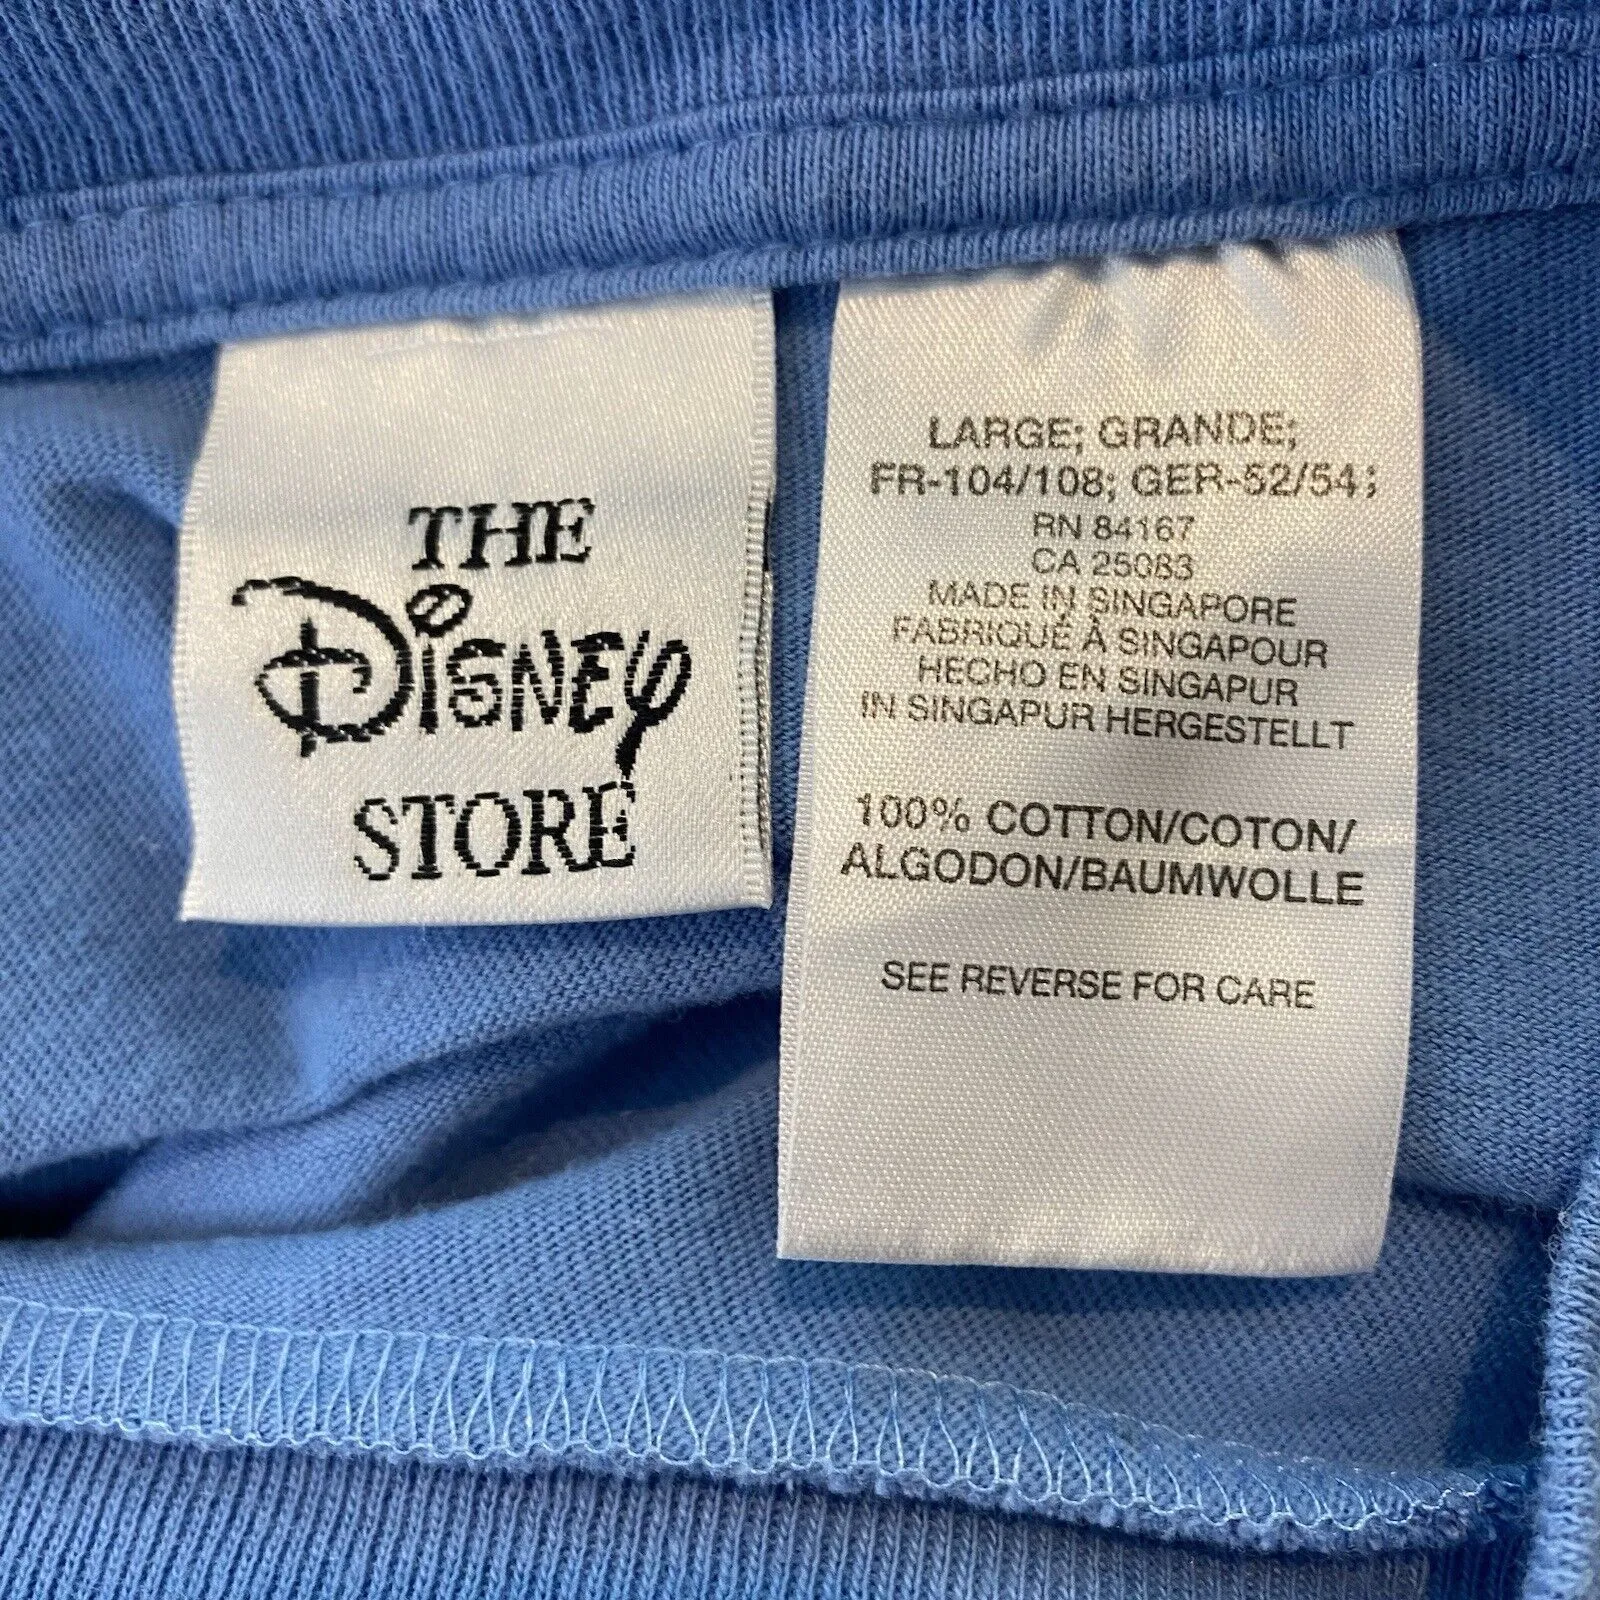 THE
DISNEY
STORE
LARGE; GRANDE;
FR-104/108; GER-52/54;
RN 84167
CA 25083
MADE IN SINGAPORE
FABRIQUÉ À SINGAPOUR
HECHO EN SINGAPUR
IN SINGAPUR HERGESTELLT
100% COTTON/COTON/
ALGODON/BAUMWOLLE
SEE REVERSE FOR CARE